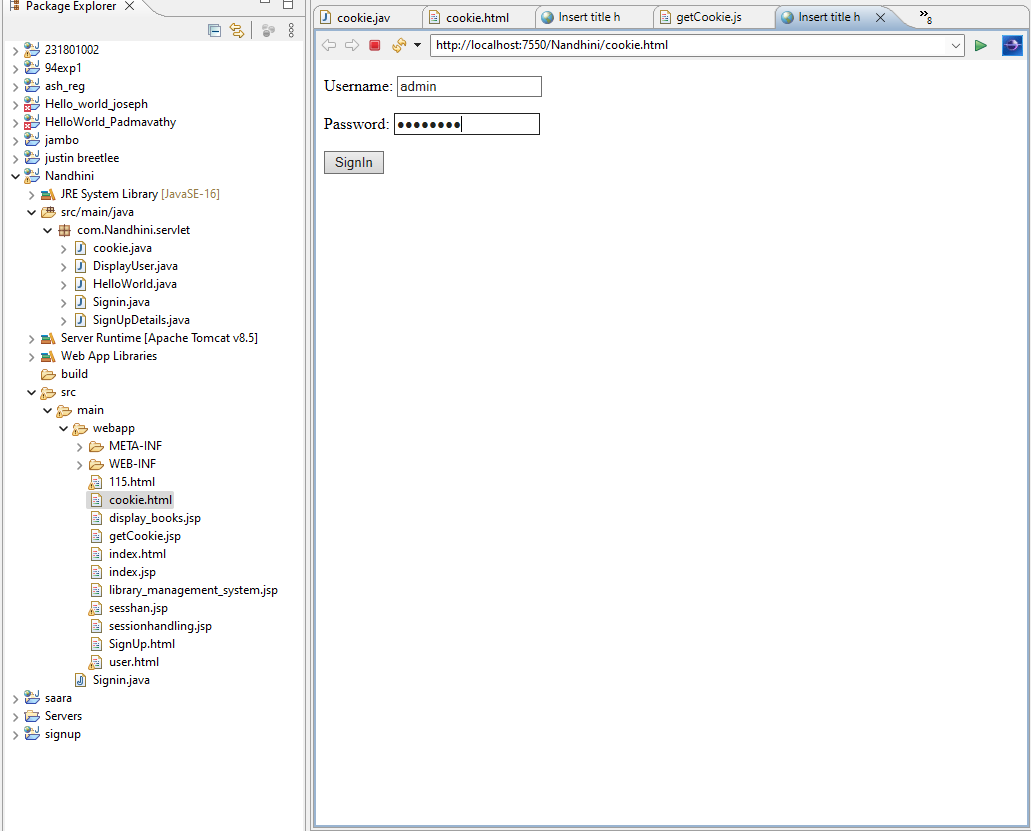 Package Explorer
231801002
94exp1
ash_reg
Hello_world_joseph
HelloWorld_Padmavathy
jambo
justin breetlee
Nandhini
JRE System Library [JavaSE-16]
src/main/java
com.Nandhini.servlet
cookie.java
DisplayUser.java
HelloWorld.java
Signin.java
SignUpDetails.java
Server Runtime [Apache Tomcat v8.5]
Web App Libraries
build
src
main
webapp
META-INF
WEB-INF
115.html
cookie.html
display_books.jsp
getCookie.jsp
index.html
index.jsp
library_management_system.jsp
sesshan.jsp
sessionhandling.jsp
SignUp.html
user.html
Signin.java
saara
Servers
signup
cookie.jav cookie.html Insert title h getCookie.js Insert title h »8
http://localhost:7550/Nandhini/cookie.html
Username: admin
Password: ••••••••
SignIn